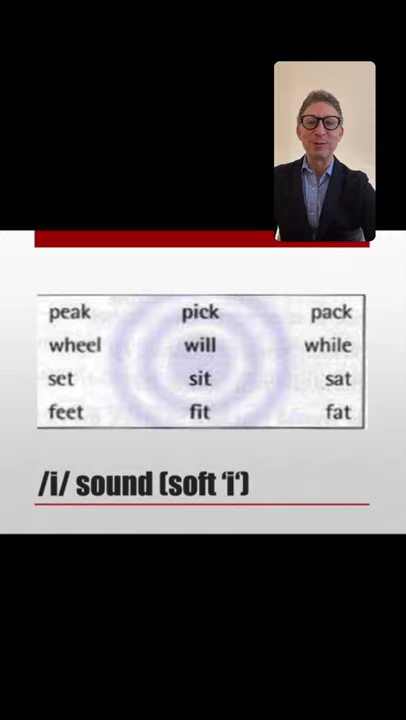 peak pick pack
wheel will while
set sit sat
feet fit fat
/i/ sound (soft ‘i‘)